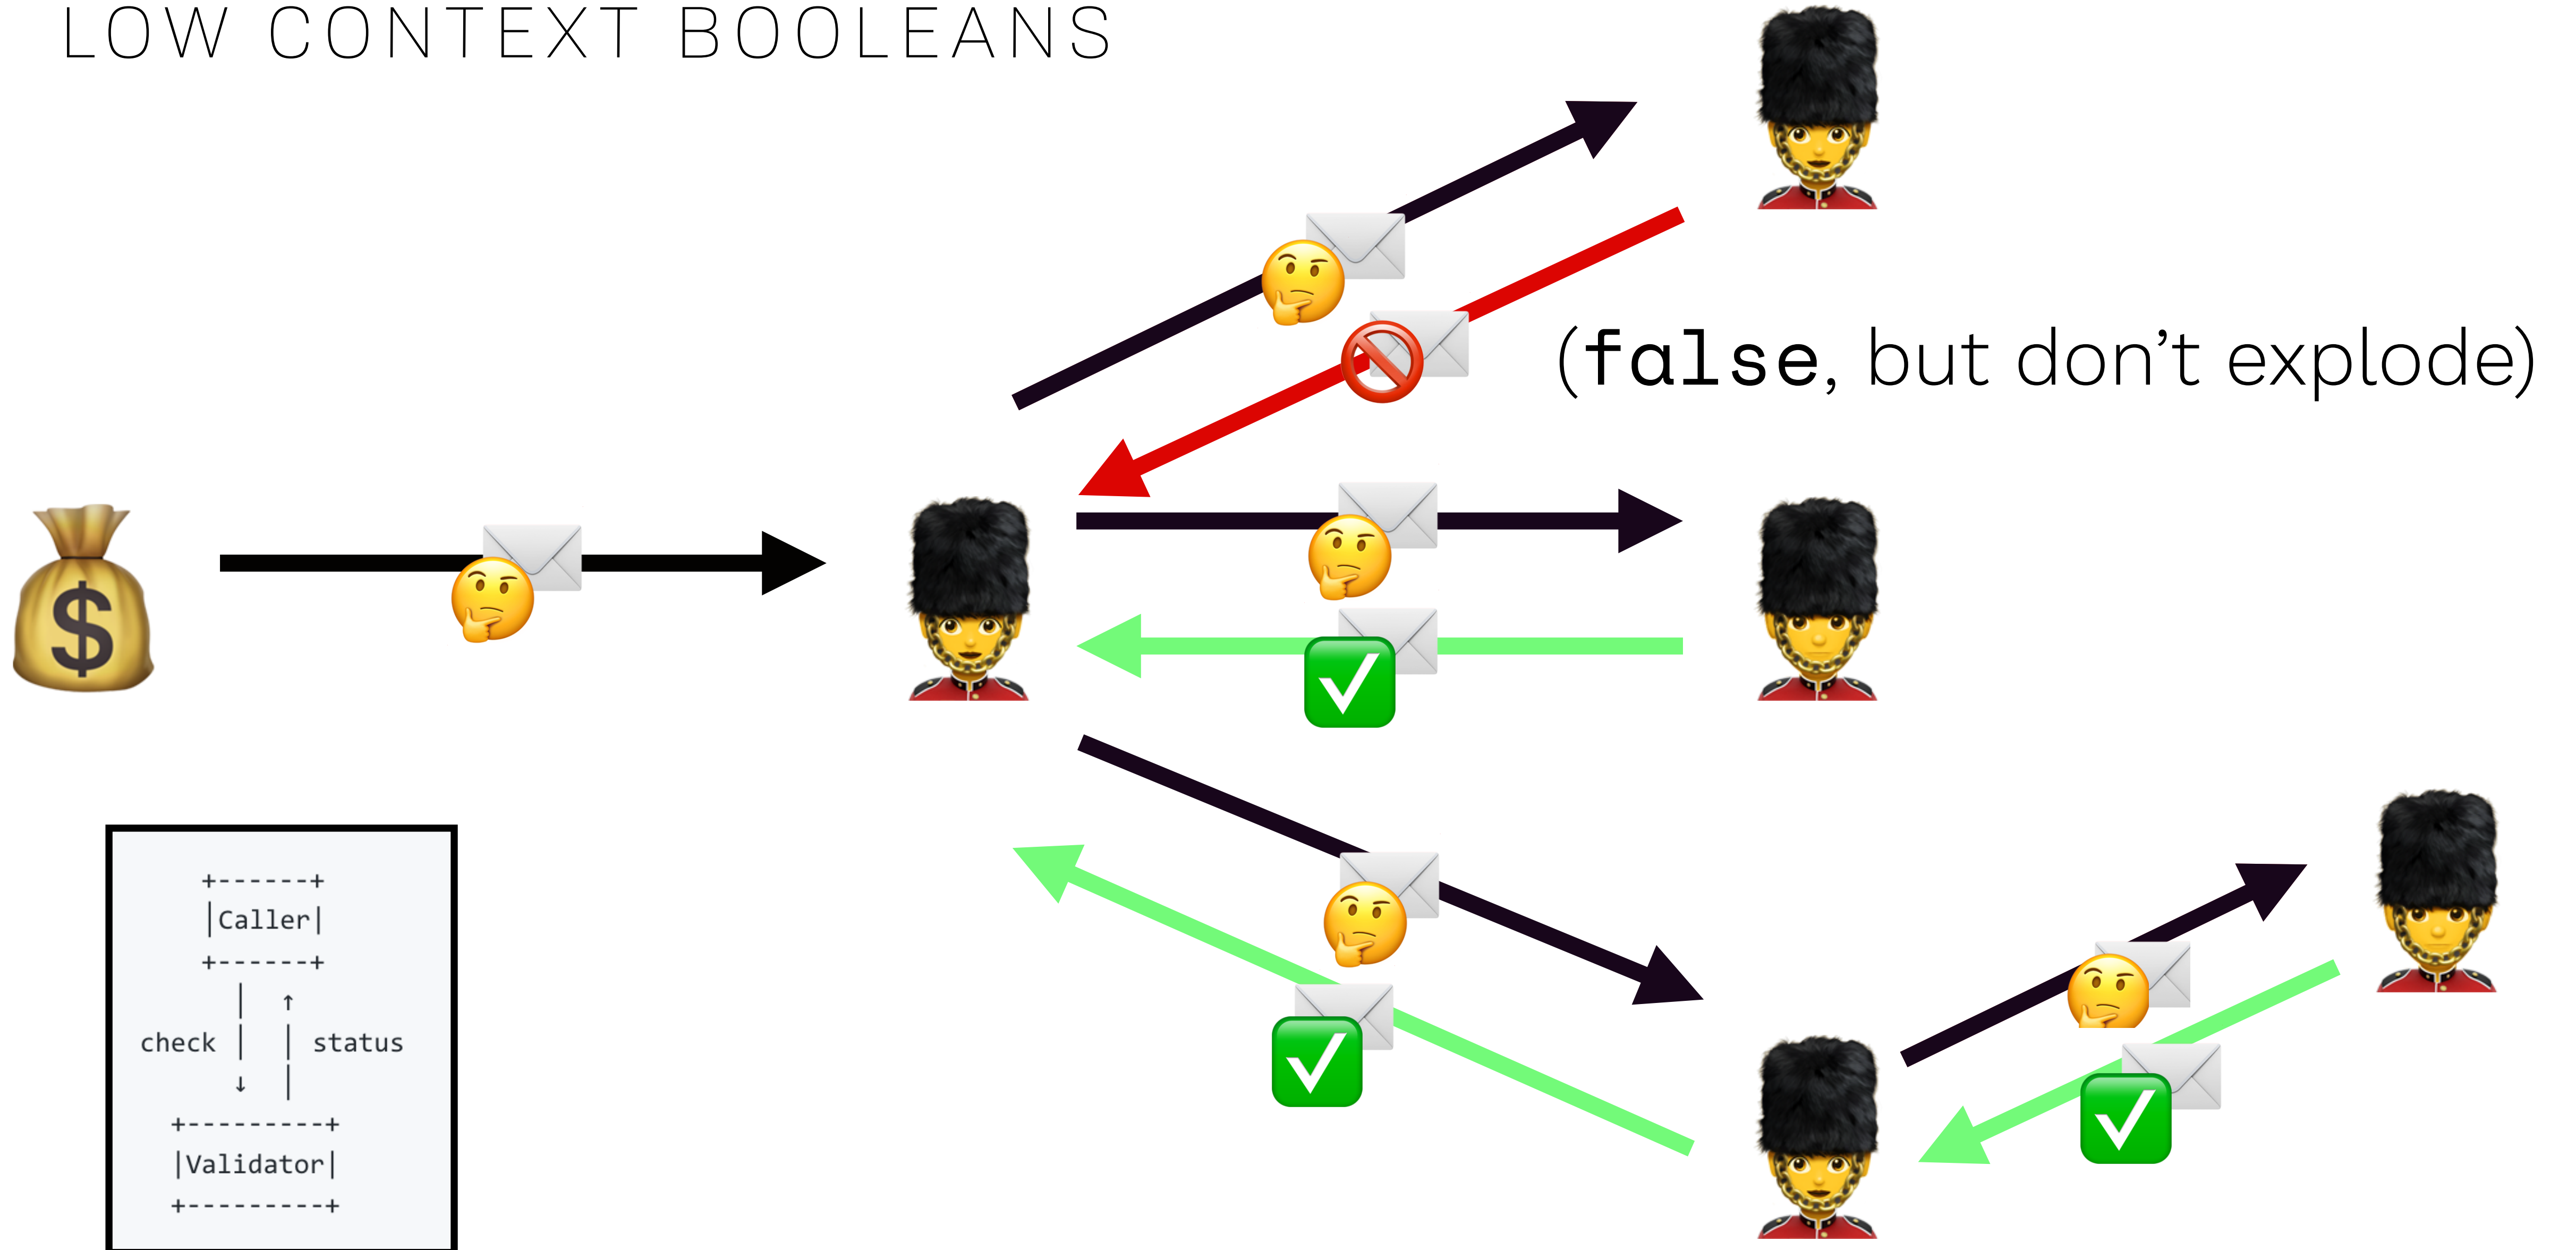 LOW CONTEXT BOOLEANS
(false, but don’t explode)
$
+------+
|Caller|
+------+
| ↑
check | | status
↓ |
+---------+
|Validator|
+---------+